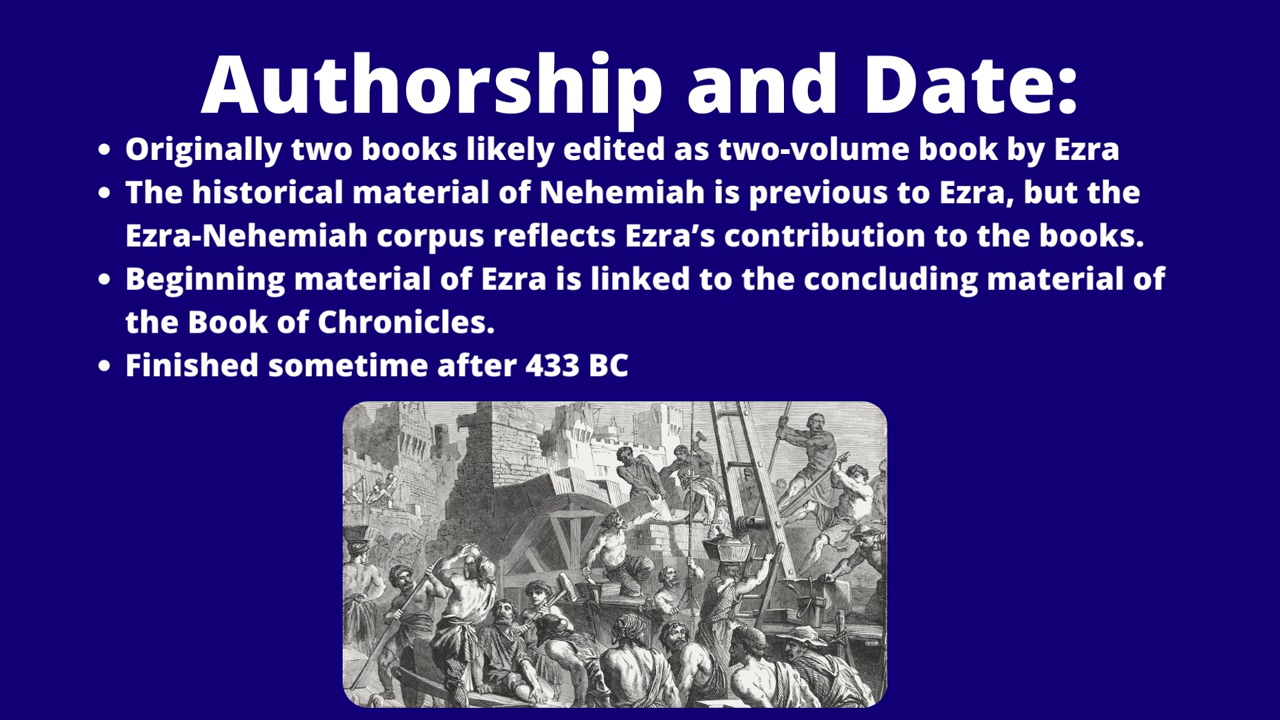 Authorship and Date:
• Originally two books likely edited as two-volume book by Ezra
• The historical material of Nehemiah is previous to Ezra, but the
Ezra-Nehemiah corpus reflects Ezra’s contribution to the books.
• Beginning material of Ezra is linked to the concluding material of
the Book of Chronicles.
• Finished sometime after 433 BC